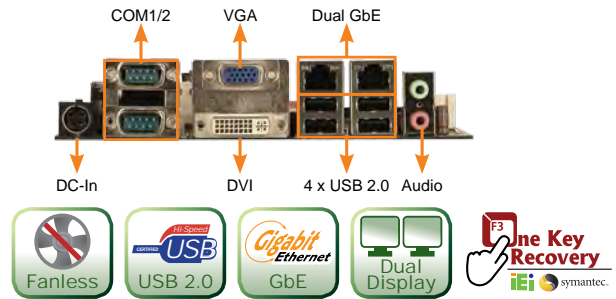 COM1/2 VGA Dual GbE
DC-In DVI 4 x USB 2.0 Audio
Fanless
Hi-Speed
CERTIFIED USB
USB 2.0
Gigabit
Ethernet
GbE
Dual
Display
F3
One Key
Recovery
iEi symantec.